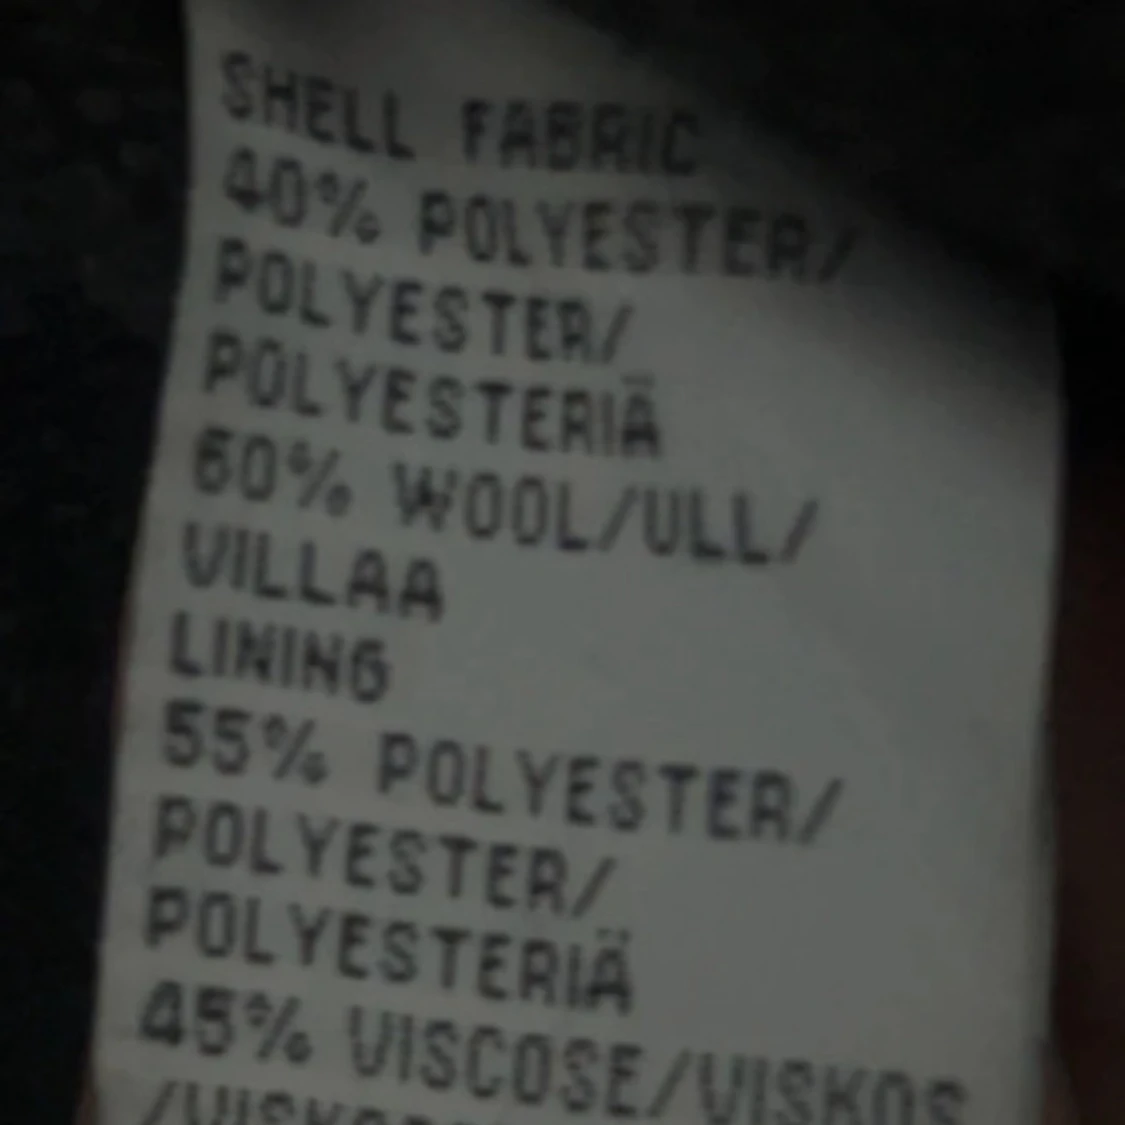 SHELL FABRIC
40% POLYESTER/
POLYESTER/
POLYESTERIÄ
60% WOOL/ULL/
VILLAA
LINING
55% POLYESTER/
POLYESTER/
POLYESTERIÄ
45% VISCOSE/VISKOS